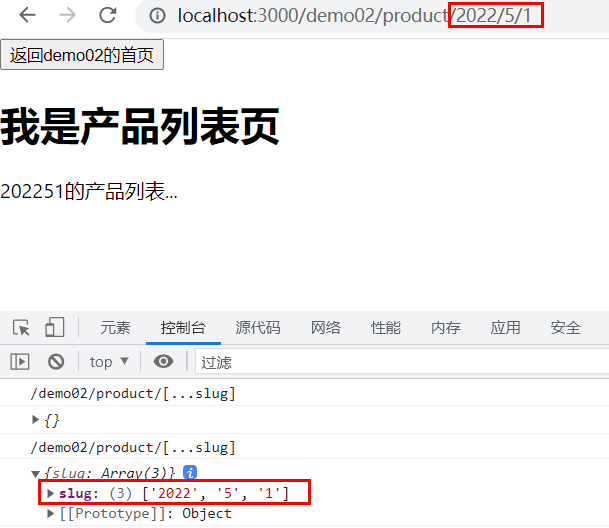 localhost:3000/demo02/product/2022/5/1
返回demo02的首页
我是产品列表页
202251的产品列表...
元素 控制台 源代码 网络 性能 内存 应用 安全
top ▼ 过滤
/demo02/product/[...slug]
▶ {}
/demo02/product/[...slug]
▼ {slug: Array(3)} i
▶ slug: (3) ['2022', '5', '1']
▶ [[Prototype]]: Object